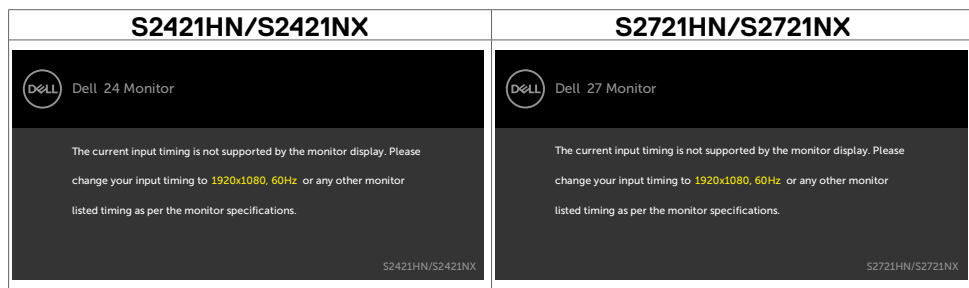 S2421HN/S2421NX
S2721HN/S2721NX
DELL
Dell 24 Monitor
The current input timing is not supported by the monitor display. Please
change your input timing to 1920x1080, 60Hz or any other monitor
listed timing as per the monitor specifications.
S2421HN/S2421NX
DELL
Dell 27 Monitor
The current input timing is not supported by the monitor display. Please
change your input timing to 1920x1080, 60Hz or any other monitor
listed timing as per the monitor specifications.
S2721HN/S2721NX